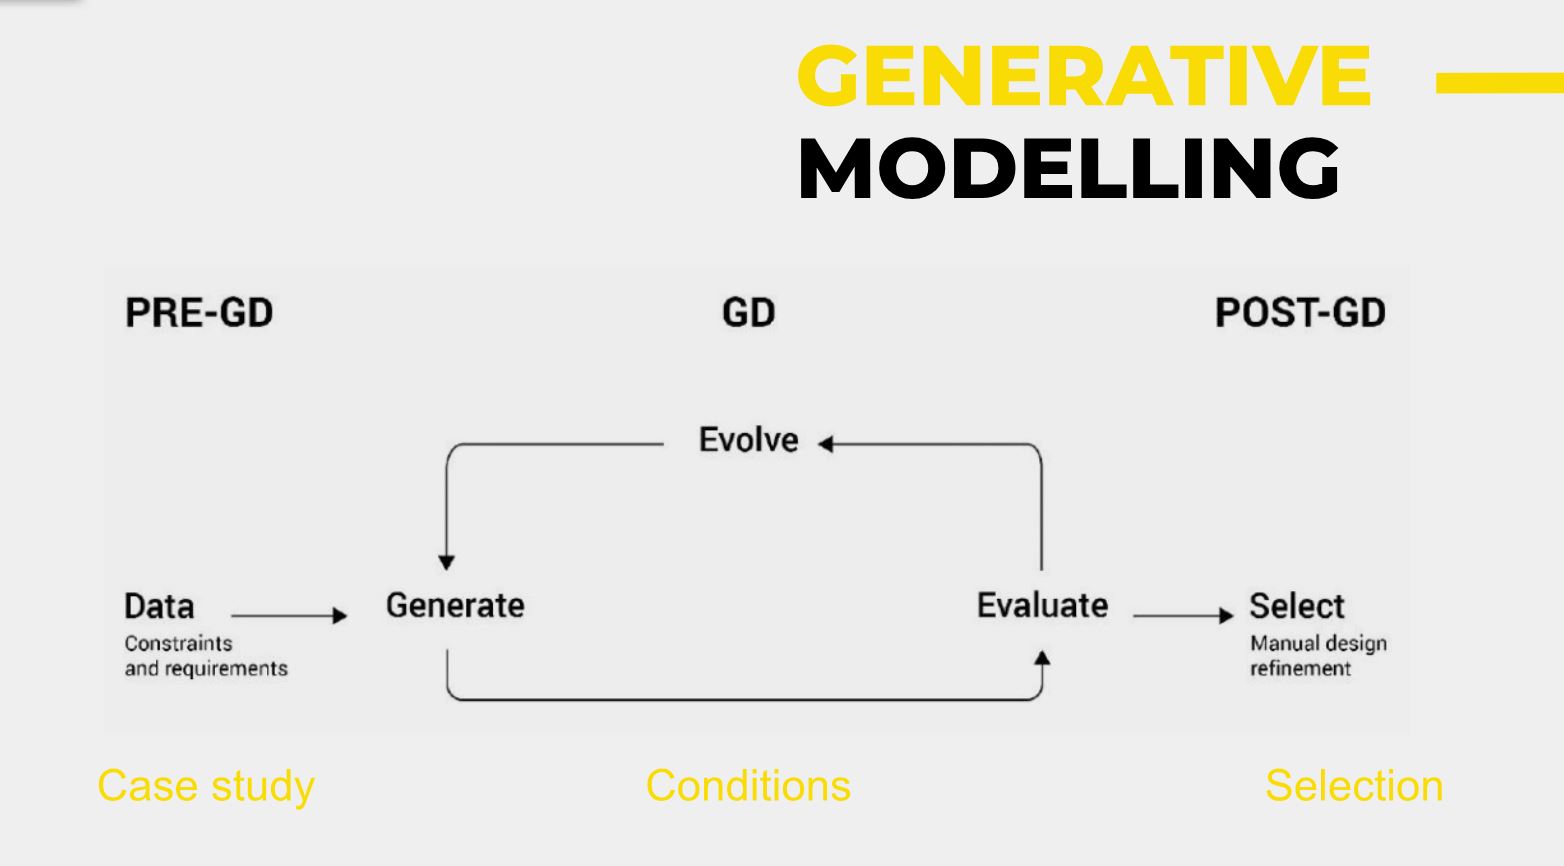 GENERATIVE
MODELLING
PRE-GD
GD
POST-GD
Evolve
Data
Constraints
and requirements
Generate
Evaluate
Select
Manual design
refinement
Case study
Conditions
Selection